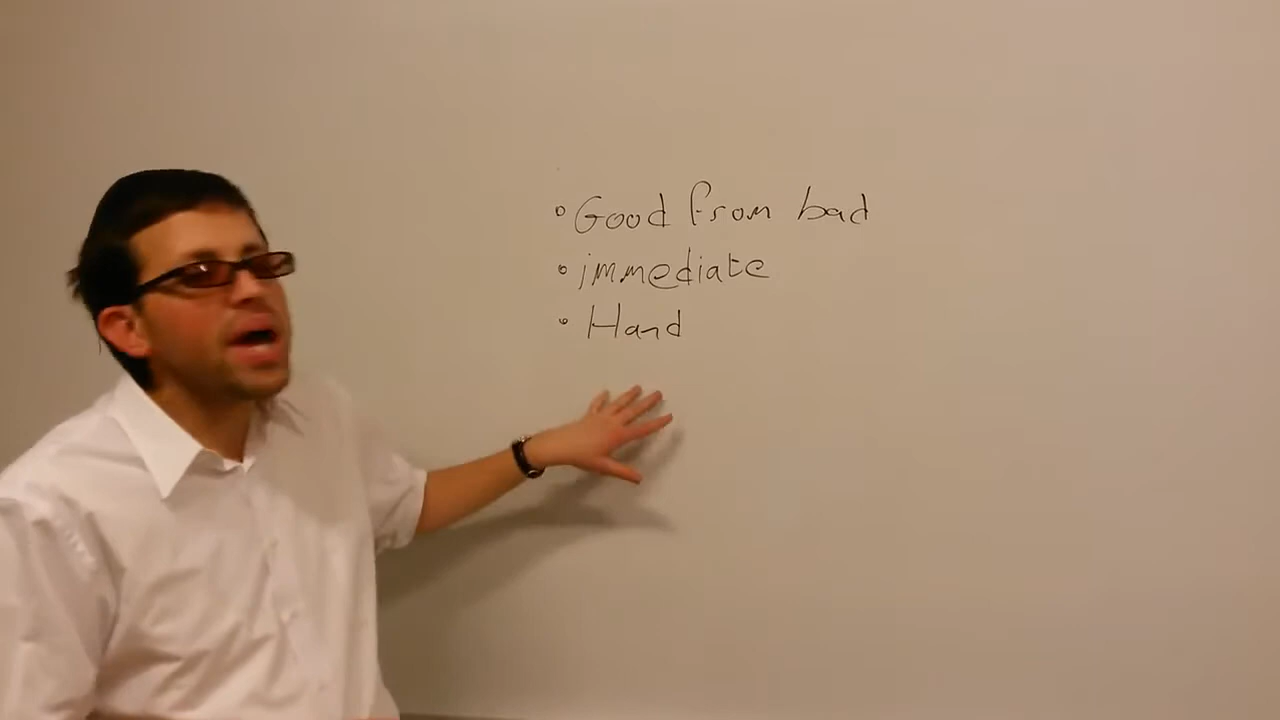 • Good from bad
• immediate
• Hand